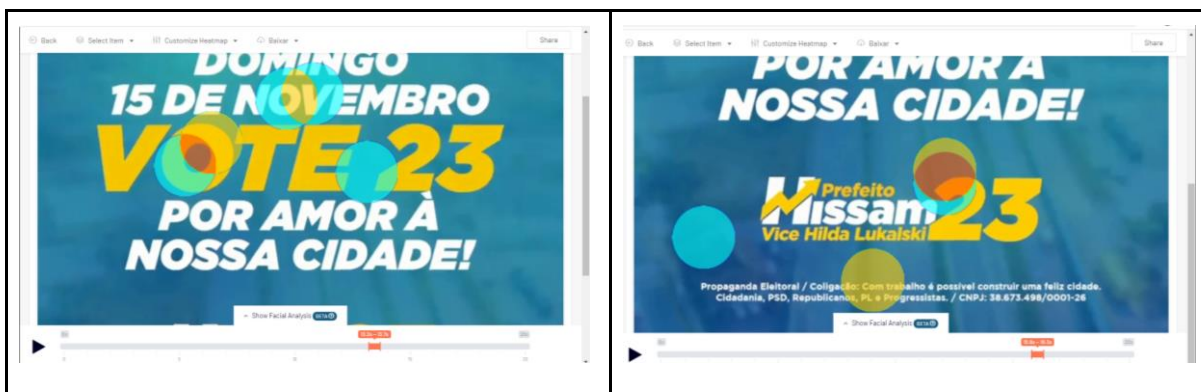 Back Select Item Customize Heatmap Baixar Share
DOMINGO
15 DE NOVEMBRO
VOTE 23
POR AMOR À
NOSSA CIDADE!
Show Facial Analysis BETA
Back Select Item Customize Heatmap Baixar Share
POR AMOR À
NOSSA CIDADE!
Prefeito
Hissam 23
Vice Hilda Lukalski
Propaganda Eleitoral / Coligação: Com trabalho é possível construir uma feliz cidade.
Cidadania, PSD, Republicanos, PL e Progressistas. / CNPJ: 38.673.498/0001-26
Show Facial Analysis BETA